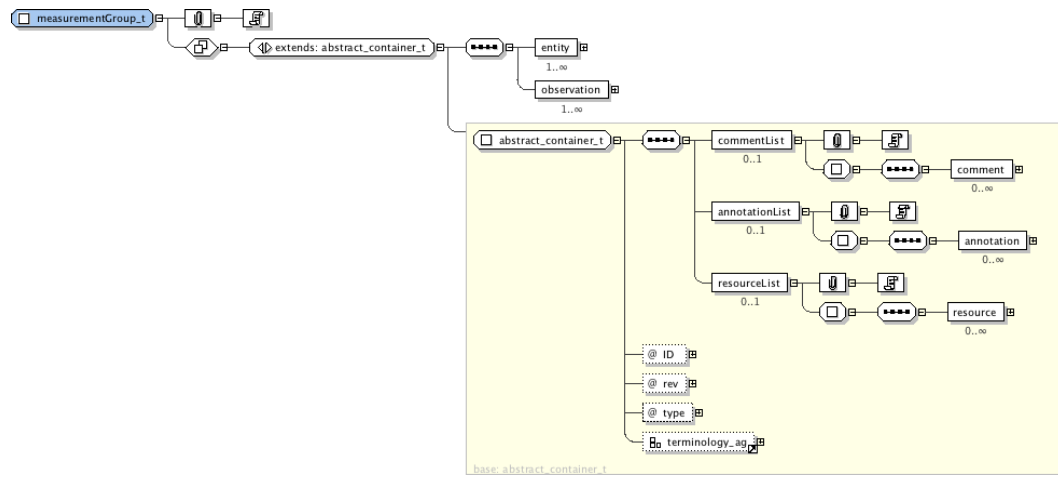 measurementGroup_t
extends: abstract_container_t
entity
1..∞
observation
1..∞
abstract_container_t
commentList
0..1
comment
0..∞
annotationList
0..1
annotation
0..∞
resourceList
0..1
resource
0..∞
@ ID
@ rev
@ type
terminology_ag
base: abstract_container_t